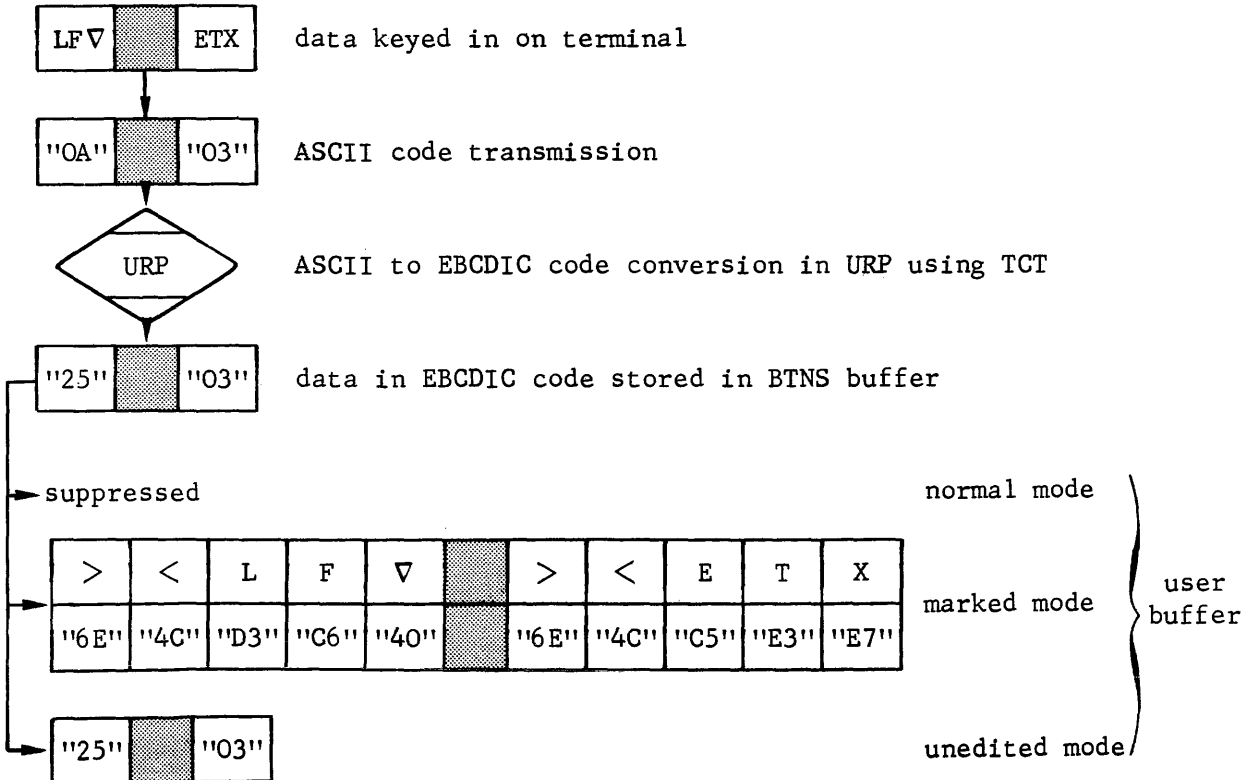 LF∇ ETX data keyed in on terminal
"0A" "03" ASCII code transmission
URP ASCII to EBCDIC code conversion in URP using TCT
"25" "03" data in EBCDIC code stored in BTNS buffer
suppressed normal mode
> < L F ∇ > < E T X
marked mode
"6E" "4C" "D3" "C6" "40" "6E" "4C" "C5" "E3" "E7"
user
buffer
"25" "03" unedited mode